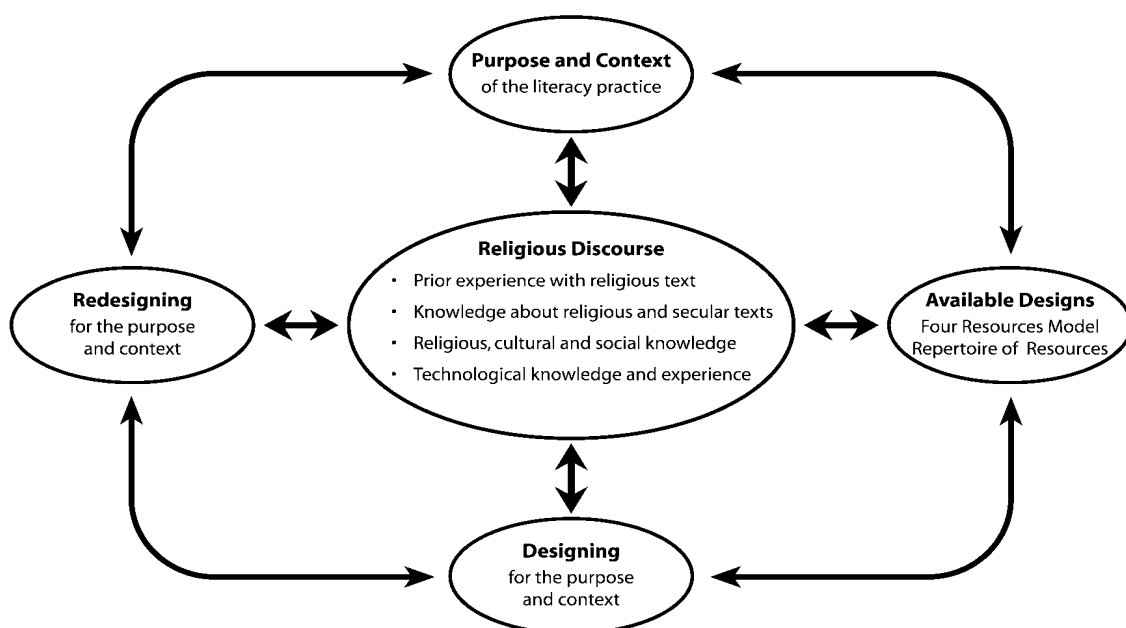 Purpose and Context
of the literacy practice
Religious Discourse
• Prior experience with religious text
• Knowledge about religious and secular texts
• Religious, cultural and social knowledge
• Technological knowledge and experience
Redesigning
for the purpose
and context
Available Designs
Four Resources Model
Repertoire of Resources
Designing
for the purpose
and context